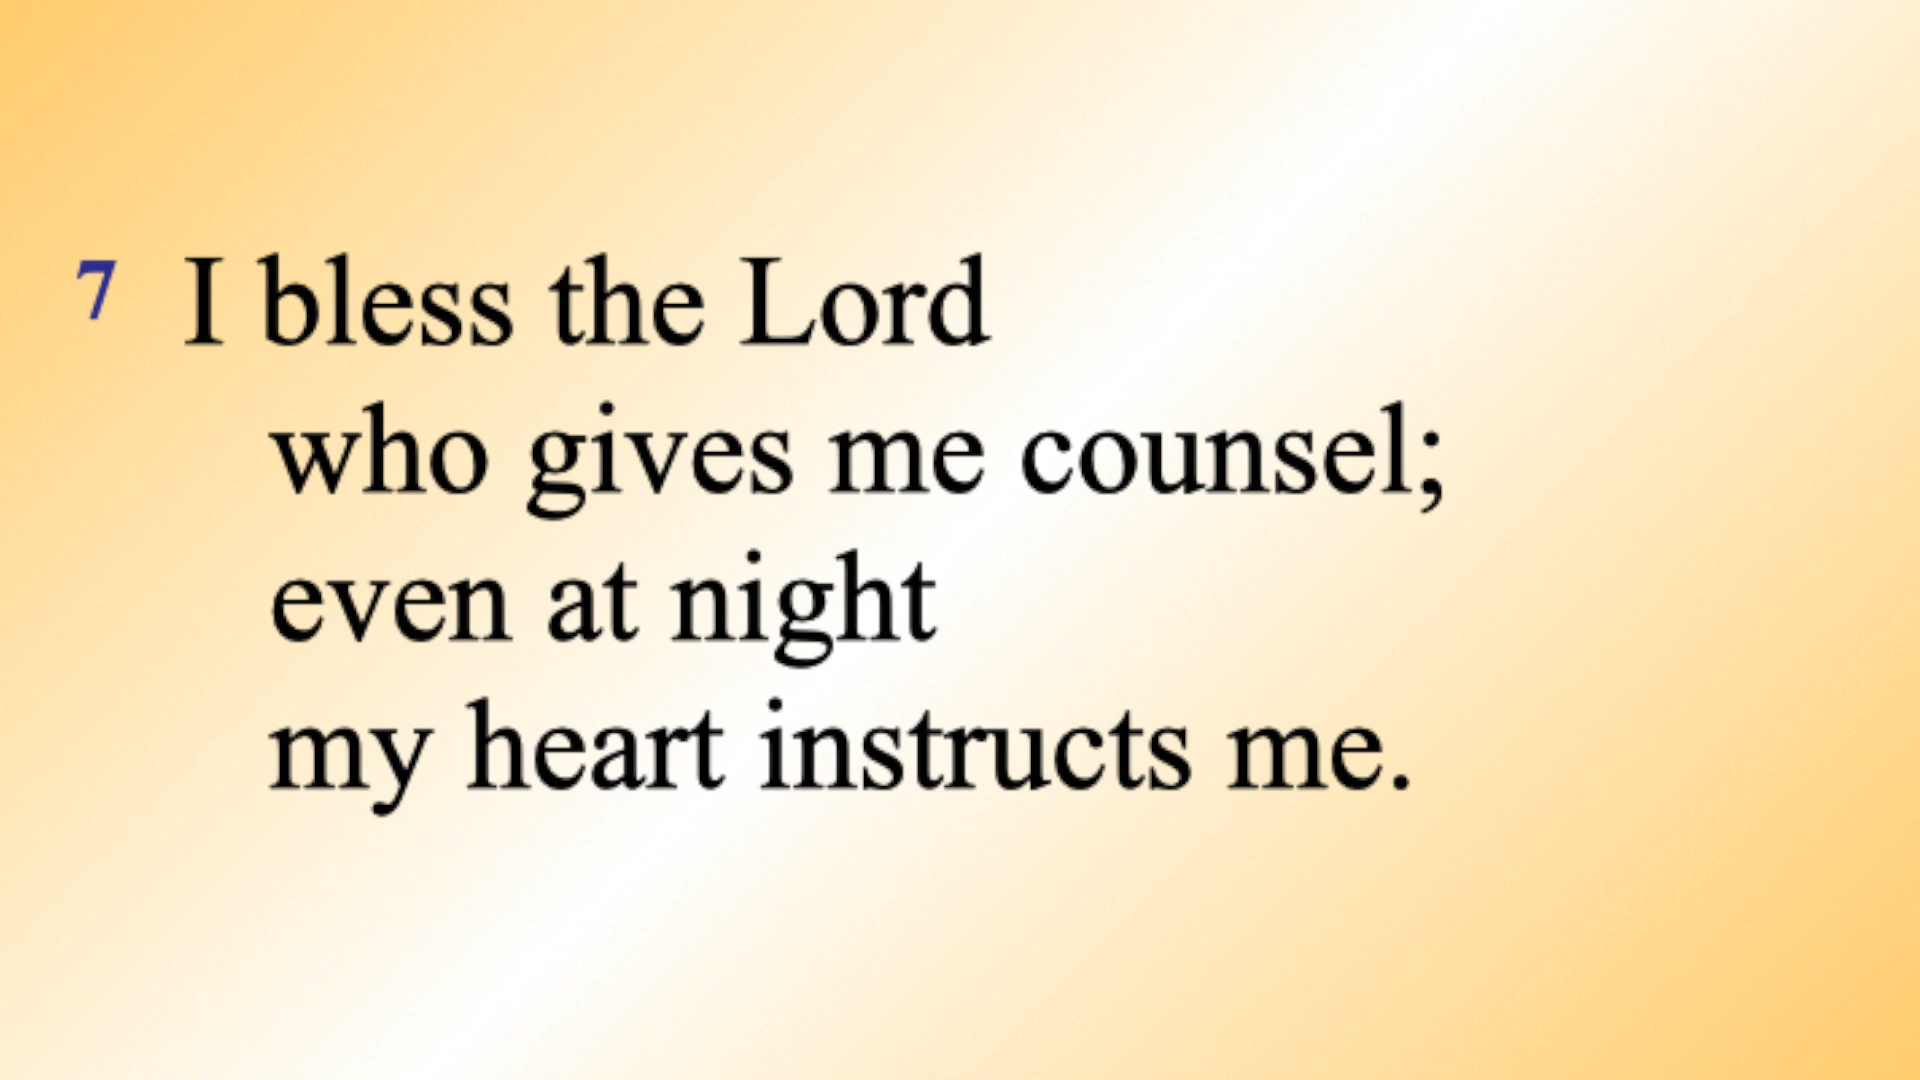 7 I bless the Lord
who gives me counsel;
even at night
my heart instructs me.